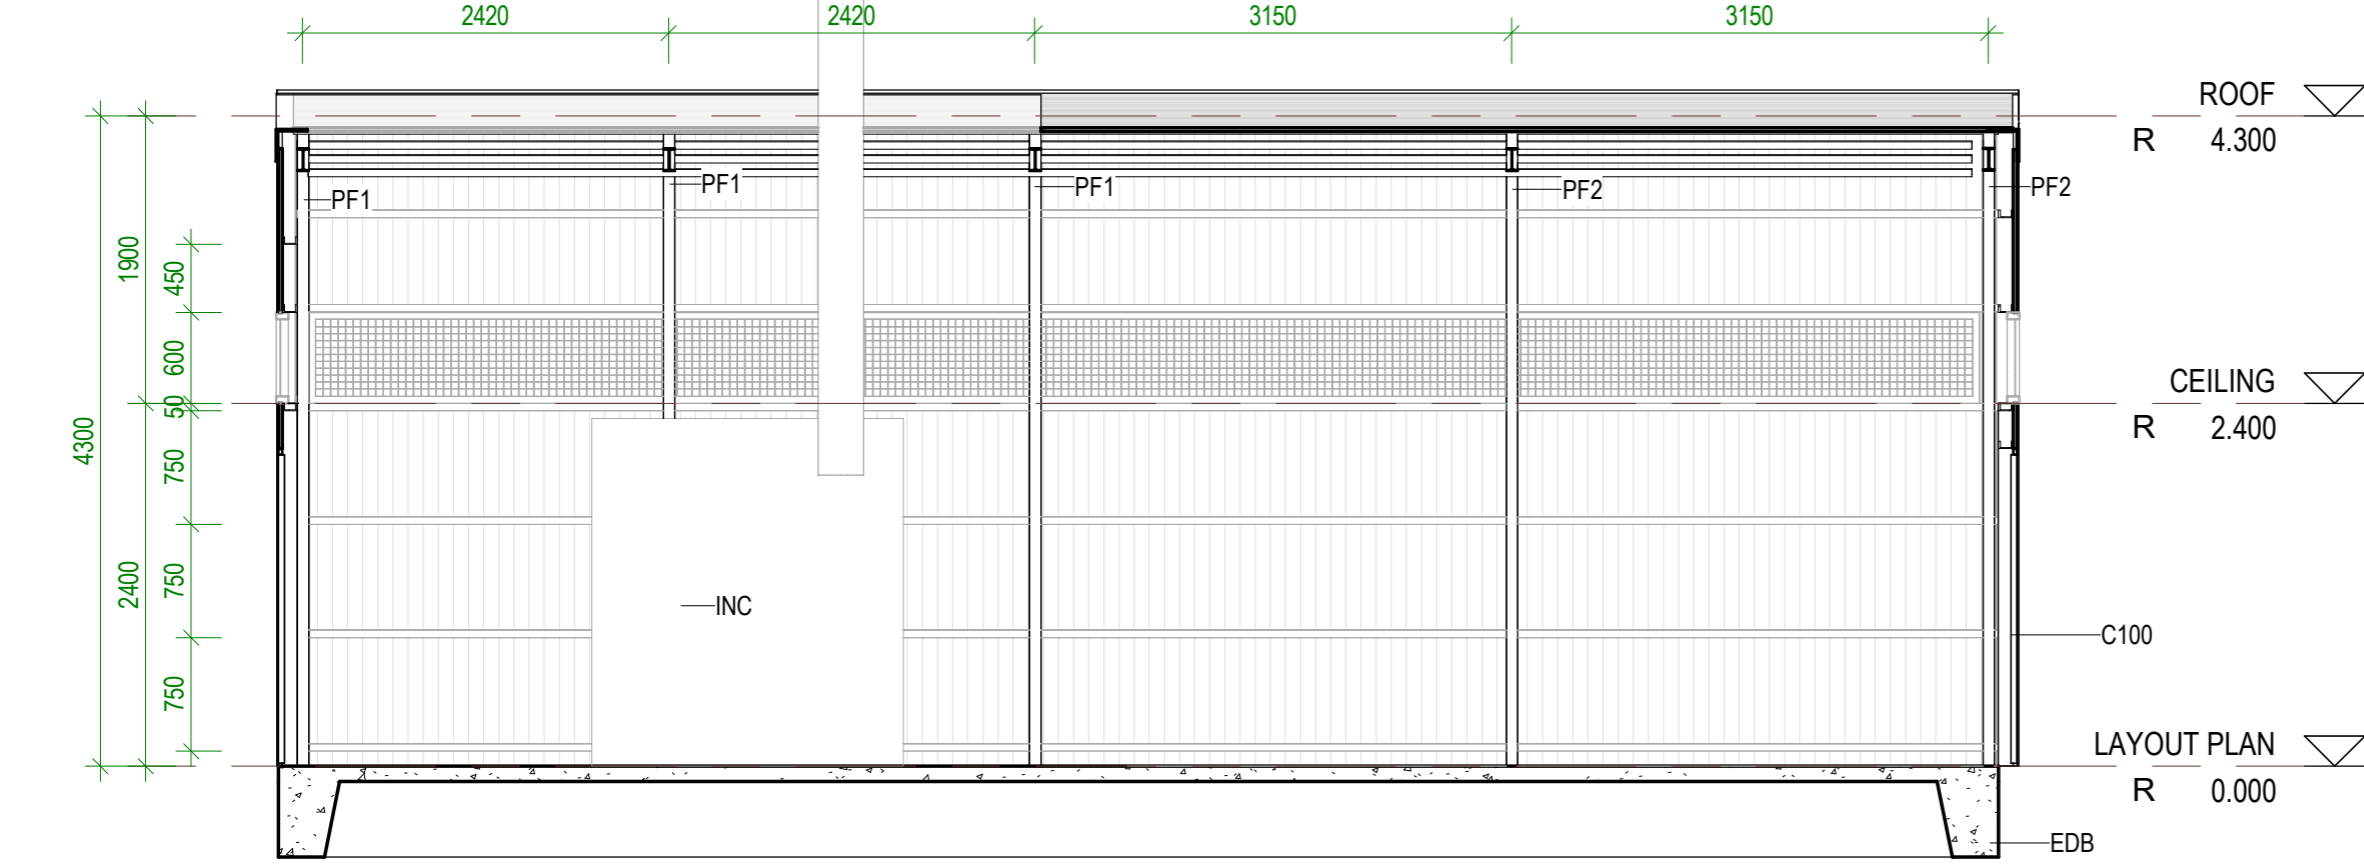 2420
2420
3150
3150
ROOF
R 4.300
PF1
PF1
PF1
PF2
PF2
1900
450
600
CEILING
R 2.400
50
4300
750
750
2400
INC
C100
750
LAYOUT PLAN
R 0.000
EDB